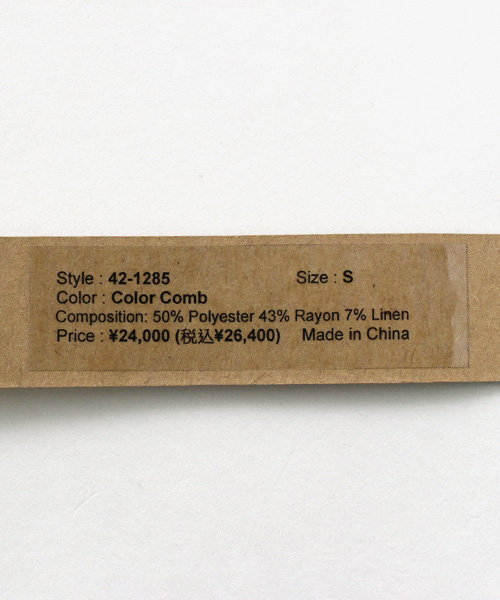 Style : 42-1285 Size : S
Color : Color Comb
Composition: 50% Polyester 43% Rayon 7% Linen
Price : ¥24,000 (税込¥26,400) Made in China